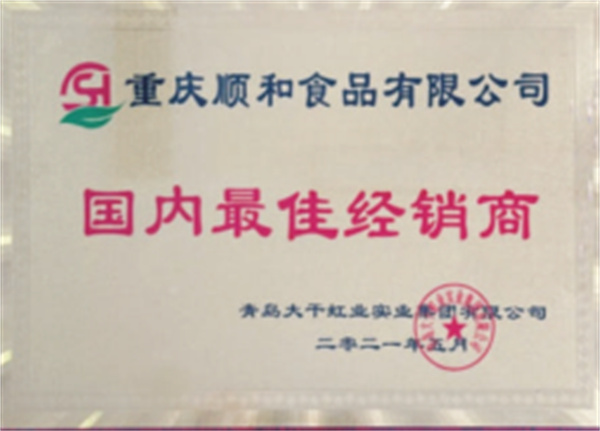 重庆顺和食品有限公司
国内最佳经销商
青岛大千红业实业集团有限公司
二零二一年五月